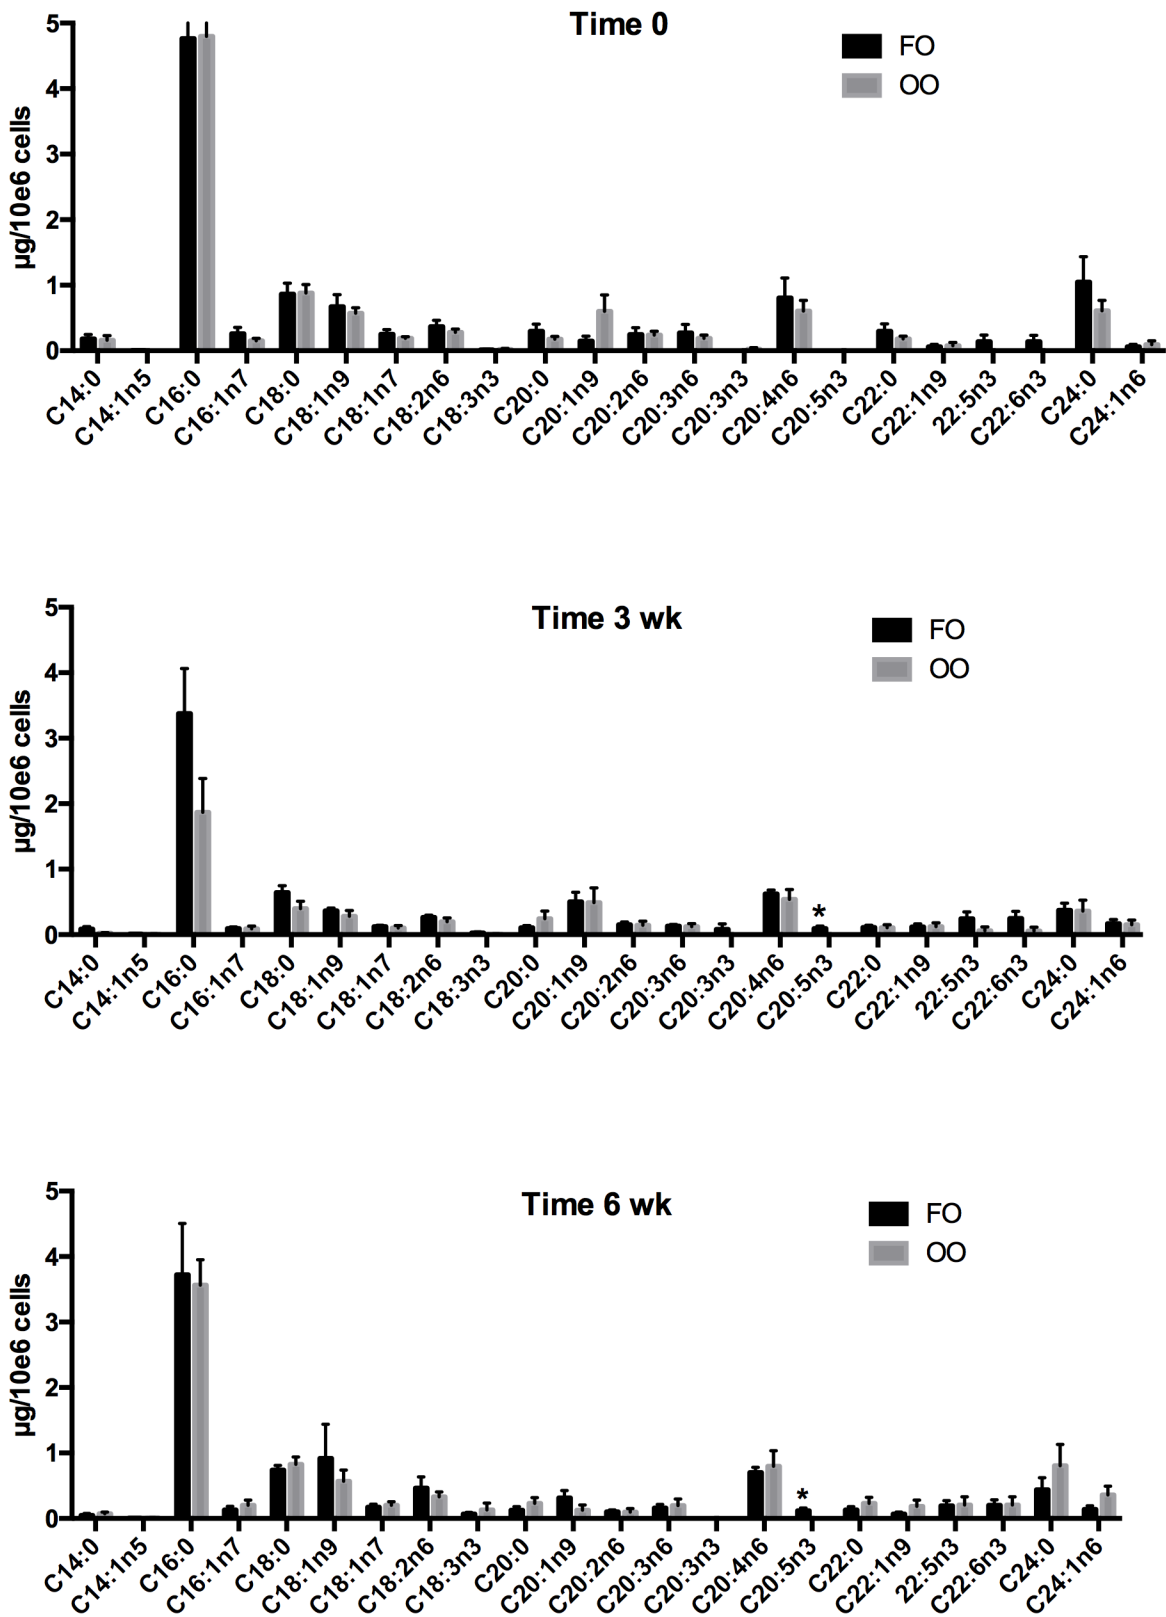 Time 0
FO
OO
µg/10e6 cells
5
4
3
2
1
0
C14:0
C14:1n5
C16:0
C16:1n7
C18:0
C18:1n9
C18:1n7
C18:2n6
C18:3n3
C20:0
C20:1n9
C20:2n6
C20:3n6
C20:3n3
C20:4n6
C20:5n3
C22:0
C22:1n9
22:5n3
C22:6n3
C24:0
C24:1n6
Time 3 wk
FO
OO
µg/10e6 cells
5
4
3
2
1
0
*
C14:0
C14:1n5
C16:0
C16:1n7
C18:0
C18:1n9
C18:1n7
C18:2n6
C18:3n3
C20:0
C20:1n9
C20:2n6
C20:3n6
C20:3n3
C20:4n6
C20:5n3
C22:0
C22:1n9
22:5n3
C22:6n3
C24:0
C24:1n6
Time 6 wk
FO
OO
µg/10e6 cells
5
4
3
2
1
0
*
C14:0
C14:1n5
C16:0
C16:1n7
C18:0
C18:1n9
C18:1n7
C18:2n6
C18:3n3
C20:0
C20:1n9
C20:2n6
C20:3n6
C20:3n3
C20:4n6
C20:5n3
C22:0
C22:1n9
22:5n3
C22:6n3
C24:0
C24:1n6